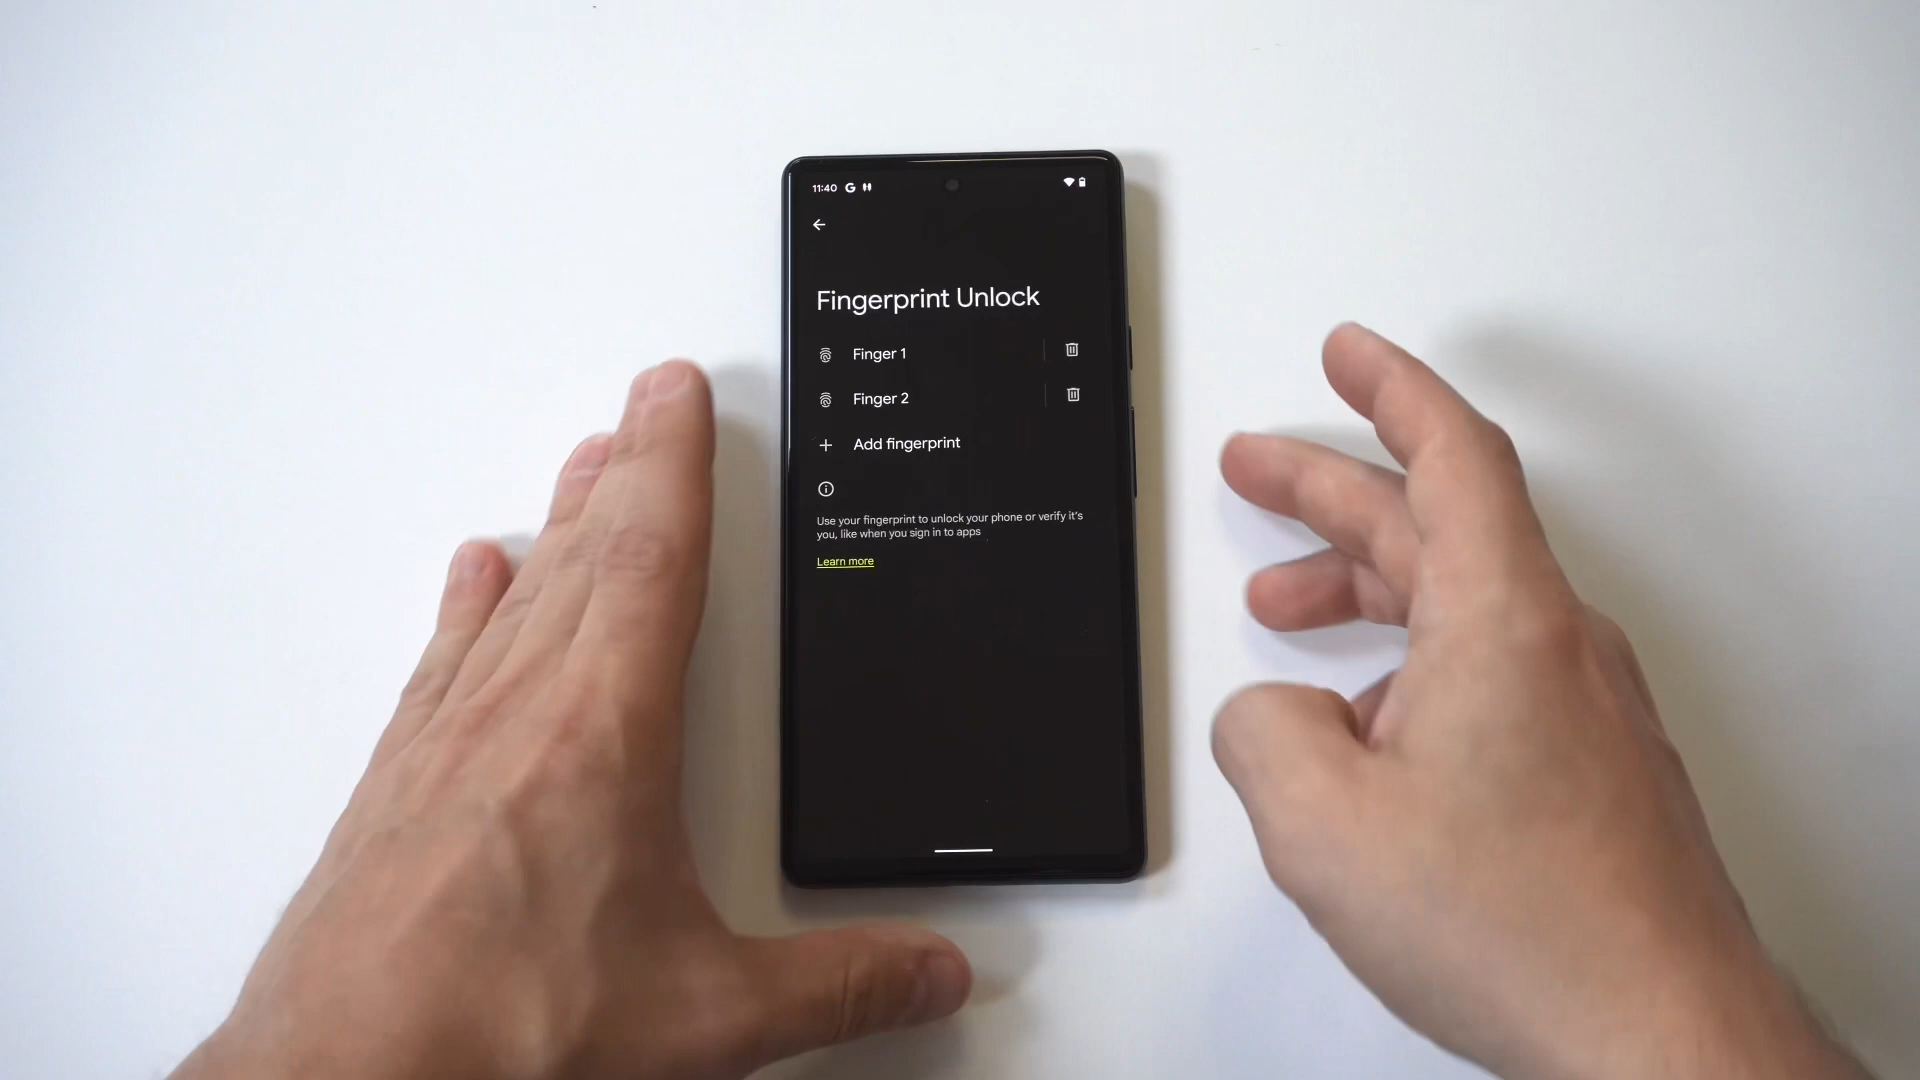 11:40 G
Fingerprint Unlock
Finger 1
Finger 2
Add fingerprint
Use your fingerprint to unlock your phone or verify it's
you, like when you sign in to apps
Learn more